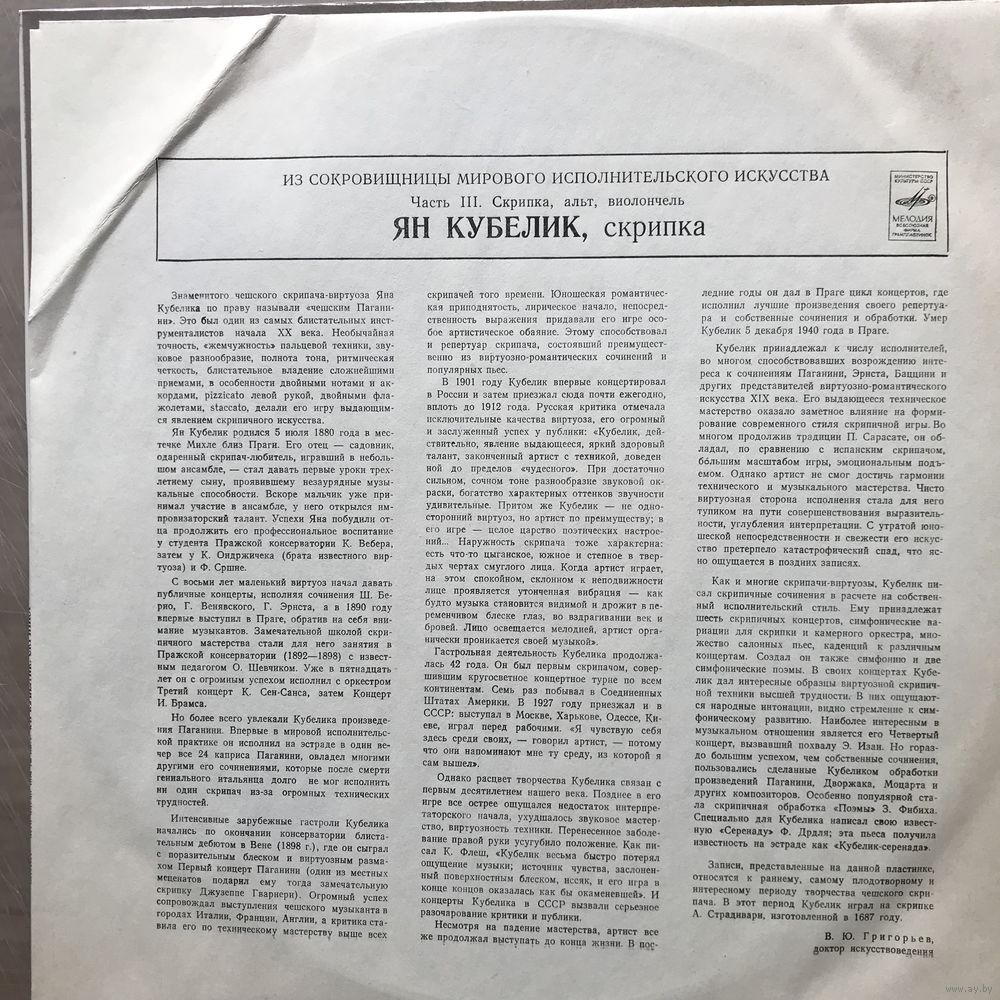 ИЗ СОКРОВИЩНИЦЫ МИРОВОГО ИСПОЛНИТЕЛЬСКОГО ИСКУССТВА
Часть III. Скрипка, альт, виолончель
ЯН КУБЕЛИК, скрипка
МИНИСТЕРСТВО
КУЛЬТУРЫ СССР
МЕЛОДИЯ
ВСЕСОЮЗНАЯ
ФИРМА
ГРАМПЛАСТИНОК
Знаменитого чешского скрипача-виртуоза Яна
Кубелика по праву называли «чешским Пагани-
ни». Это был один из самых блистательных инст-
рументалистов начала XX века. Необычайная
точность, «жемчужность» пальцевой техники, зву-
ковое разнообразие, полнота тона, ритмическая
четкость, блистательное владение сложнейшими
приемами, в особенности двойными нотами и ак-
кордами, pizzicato левой рукой, двойными фла-
жолетами, staccato, делали его игру выдающим-
ся явлением скрипичного искусства.
Ян Кубелик родился 5 июля 1880 года в мес-
течке Михле близ Праги. Его отец — садовник,
одаренный скрипач-любитель, игравший в неболь-
шом ансамбле, — стал давать первые уроки трех-
летнему сыну, проявившему незаурядные музы-
кальные способности. Вскоре мальчик уже при-
нимал участие в ансамбле, у него открылся им-
провизаторский талант. Успехи Яна побудили от-
ца продолжить его профессиональное воспитание
у студента Пражской консерватории К. Вебера,
затем у К. Ондржичека (брата известного вир-
туоза) и Ф. Сршне.
С восьми лет маленький виртуоз начал давать
публичные концерты, исполняя сочинения Ш. Бе-
рио, Г. Венявского, Г. Эрнста, а в 1890 году
впервые выступил в Праге, обратив на себя вни-
мание музыкантов. Замечательной школой скри-
пичного мастерства стали для него занятия в
Пражской консерватории (1892—1898) с извест-
ным педагогом О. Шевчиком. Уже в пятнадцать
лет он с огромным успехом исполнил с оркестром
Третий концерт К. Сен-Санса, затем Концерт
И. Брамса.
Но более всего увлекали Кубелика произведе-
ния Паганини. Впервые в мировой исполнительс-
кой практике он исполнил на эстраде в один ве-
чер все 24 каприса Паганини, овладел многими
другими его сочинениями, которые после смерти
гениального итальянца долго не мог исполнить
ни один скрипач из-за огромных технических
трудностей.
Интенсивные зарубежные гастроли Кубелика
начались по окончании консерватории блиста-
тельным дебютом в Вене (1898 г.), где он сыграл
с поразительным блеском и виртуозным разма-
хом Первый концерт Паганини (один из местных
меценатов подарил ему тогда замечательную
скрипку Джузеппе Гварнери). Огромный успех
сопровождал выступления чешского музыканта в
городах Италии, Франции, Англии, а критика ста-
вила его по техническому мастерству выше всех
скрипачей того времени. Юношеская романтичес-
кая приподнятость, лирическое начало, непосред-
ственность выражения придавали его игре осо-
бое артистическое обаяние. Этому способствовал
и репертуар скрипача, состоявший преимущест-
венно из виртуозно-романтических сочинений и
популярных пьес.
В 1901 году Кубелик впервые концертировал
в России и затем приезжал сюда почти ежегодно,
вплоть до 1912 года. Русская критика отмечала
исключительные качества виртуоза, его огромный
и заслуженный успех у публики: «Кубелик, дей-
ствительно, явление выдающееся, яркий здоровый
талант, законченный артист с техникой, доведен-
ной до пределов «чудесного». При достаточно
сильном, сочном тоне разнообразие звуковой ок-
раски, богатство характерных оттенков звучности
удивительные. Притом же Кубелик — не одно-
сторонний виртуоз, но артист по преимуществу; в
его игре — целое царство поэтических настрое-
ний... Наружность скрипача тоже характерна:
есть что-то цыганское, южное и степное в твер-
дых чертах смуглого лица. Когда артист играет,
на этом спокойном, склонном к неподвижности
лице проявляется утонченная вибрация — как
будто музыка становится видимой и дрожит в пе-
ременчивом блеске глаз, во вздрагивании век и
бровей. Лицо освещается мелодией, артист орга-
нически проникается своей музыкой».
Гастрольная деятельность Кубелика продолжа-
лась 42 года. Он был первым скрипачом, совер-
шившим кругосветное концертное турне по всем
континентам. Семь раз побывал в Соединенных
Штатах Америки. В 1927 году приезжал и в
СССР: выступал в Москве, Харькове, Одессе, Ки-
еве, играл перед рабочими. «Я чувствую себя
здесь среди своих, — говорил артист, — потому
что они напоминают мне ту среду, из которой я
сам вышел».
Однако расцвет творчества Кубелика связан с
первым десятилетием нашего века. Позднее в его
игре все острее ощущался недостаток интерпре-
таторского начала, ухудшалось звуковое мастер-
ство, виртуозность техники. Перенесенное заболе-
вание правой руки усугубило положение. Как пи-
сал К. Флеш, «Кубелик весьма быстро потерял
ощущение музыки; источник чувства, заслонен-
ный поверхностным блеском, иссяк, и его игра в
конце концов оказалась как бы окаменевшей». И
концерты Кубелика в СССР вызвали серьезное
разочарование критики и публики.
Несмотря на падение мастерства, артист все
же продолжал выступать до конца жизни. В пос-
ледние годы он дал в Праге цикл концертов, где
исполнил лучшие произведения своего репертуа-
ра и собственные сочинения и обработки. Умер
Кубелик 5 декабря 1940 года в Праге.
Кубелик принадлежал к числу исполнителей,
во многом способствовавших возрождению инте-
реса к сочинениям Паганини, Эрнста, Баццини и
других представителей виртуозно-романтического
искусства XIX века. Его выдающееся техническое
мастерство оказало заметное влияние на форми-
рование современного стиля скрипичной игры. Во
многом продолжив традиции П. Сарасате, он об-
ладал, по сравнению с испанским скрипачом,
бо́льшим масштабом игры, эмоциональным подъ-
емом. Однако артист не смог достичь гармонии
технического и музыкального мастерства. Чисто
виртуозная сторона исполнения стала для него
тупиком на пути совершенствования выразитель-
ности, углубления интерпретации. С утратой юно-
шеской непосредственности и свежести его искус-
ство претерпело катастрофический спад, что яс-
но ощущается в поздних записях.
Как и многие скрипачи-виртуозы, Кубелик пи-
сал скрипичные сочинения в расчете на собствен-
ный исполнительский стиль. Ему принадлежат
шесть скрипичных концертов, симфонические ва-
риации для скрипки и камерного оркестра, мно-
жество салонных пьес, каденций к различным
концертам. Создал он также симфонию и две
симфонические поэмы. В своих концертах Кубе-
лик дал интересные образцы виртуозной скрипич-
ной техники высшей трудности. В них ощущают-
ся народные интонации, видно стремление к сим-
фоническому развитию. Наиболее интересным в
музыкальном отношении является его Четвертый
концерт, вызвавший похвалу Э. Изаи. Но гораз-
до большим успехом, чем собственные сочинения,
пользовались сделанные Кубеликом обработки
произведений Паганини, Дворжака, Моцарта и
других композиторов. Особенно популярной ста-
ла скрипичная обработка «Поэмы» З. Фибиха.
Специально для Кубелика написал свою извест-
ную «Серенаду» Ф. Дрдля; эта пьеса получила
известность на эстраде как «Кубелик-серенада».
Записи, представленные на данной пластинке,
относятся к раннему, самому плодотворному и
интересному периоду творчества чешского скри-
пача. В этот период Кубелик играл на скрипке
А. Страдивари, изготовленной в 1687 году.
В. Ю. Григорьев,
доктор искусствоведения
www.ay.by